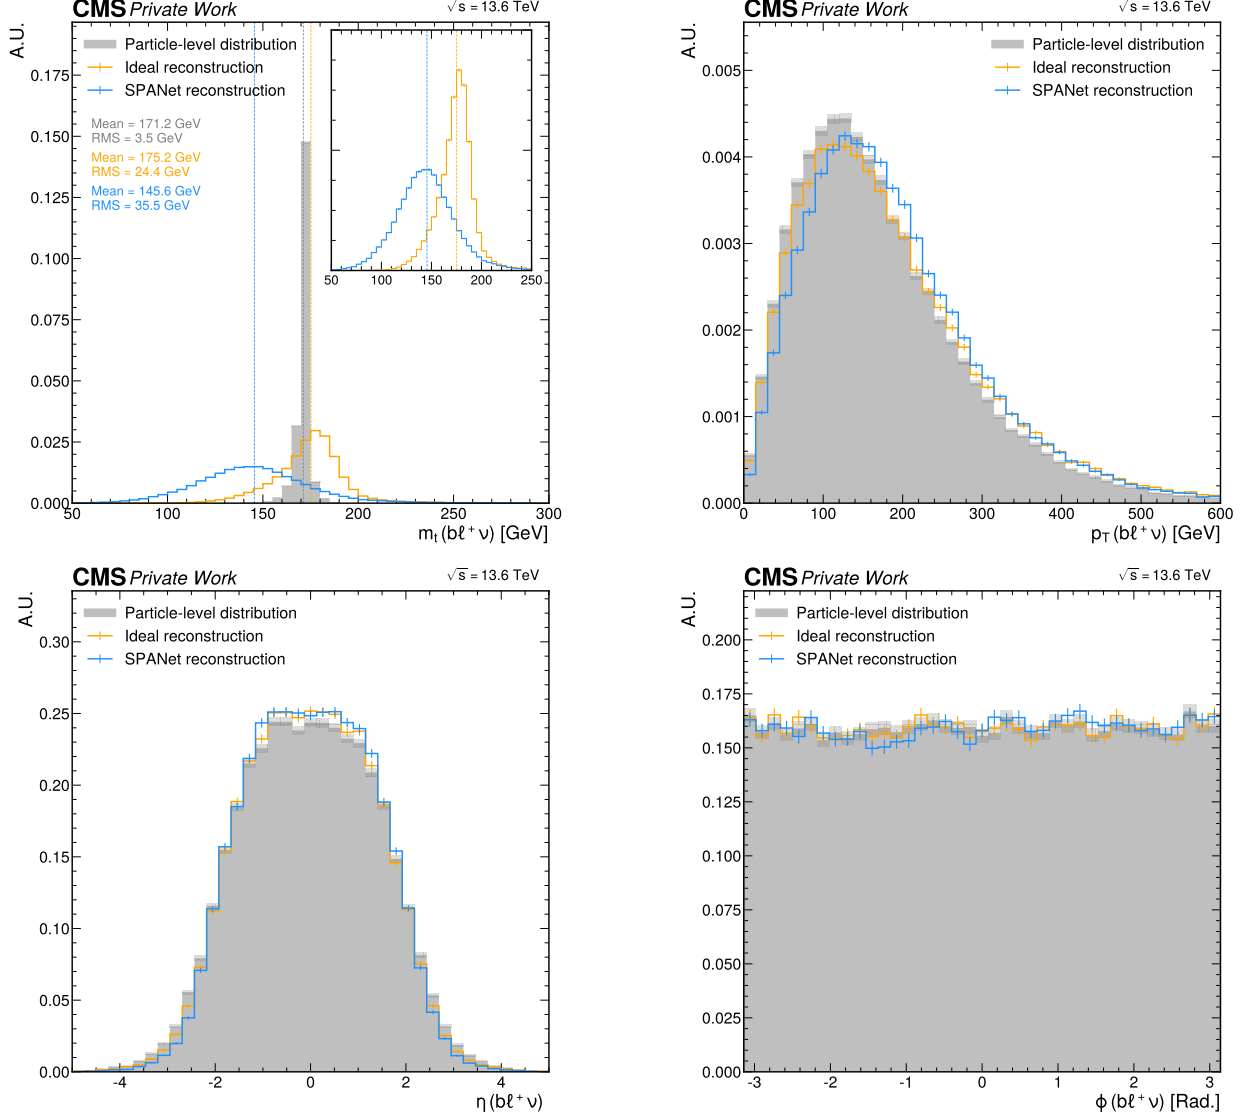 CMS Private Work
√s = 13.6 TeV
A.U.
Particle-level distribution
Ideal reconstruction
SPANet reconstruction
Mean = 171.2 GeV
RMS = 3.5 GeV
Mean = 175.2 GeV
RMS = 24.4 GeV
Mean = 145.6 GeV
RMS = 35.5 GeV
0.175
0.150
0.125
0.100
0.075
0.050
0.025
0.000
50 100 150 200 250
50 100 150 200 250 300
mt (bℓ⁺ν) [GeV]
CMS Private Work
√s = 13.6 TeV
A.U.
Particle-level distribution
Ideal reconstruction
SPANet reconstruction
0.005
0.004
0.003
0.002
0.001
0.000
0 100 200 300 400 500 600
pT (bℓ⁺ν) [GeV]
CMS Private Work
√s = 13.6 TeV
A.U.
Particle-level distribution
Ideal reconstruction
SPANet reconstruction
0.30
0.25
0.20
0.15
0.10
0.05
0.00
-4 -2 0 2 4
η (bℓ⁺ν)
CMS Private Work
√s = 13.6 TeV
A.U.
Particle-level distribution
Ideal reconstruction
SPANet reconstruction
0.200
0.175
0.150
0.125
0.100
0.075
0.050
0.025
0.000
-3 -2 -1 0 1 2 3
ϕ (bℓ⁺ν) [Rad.]